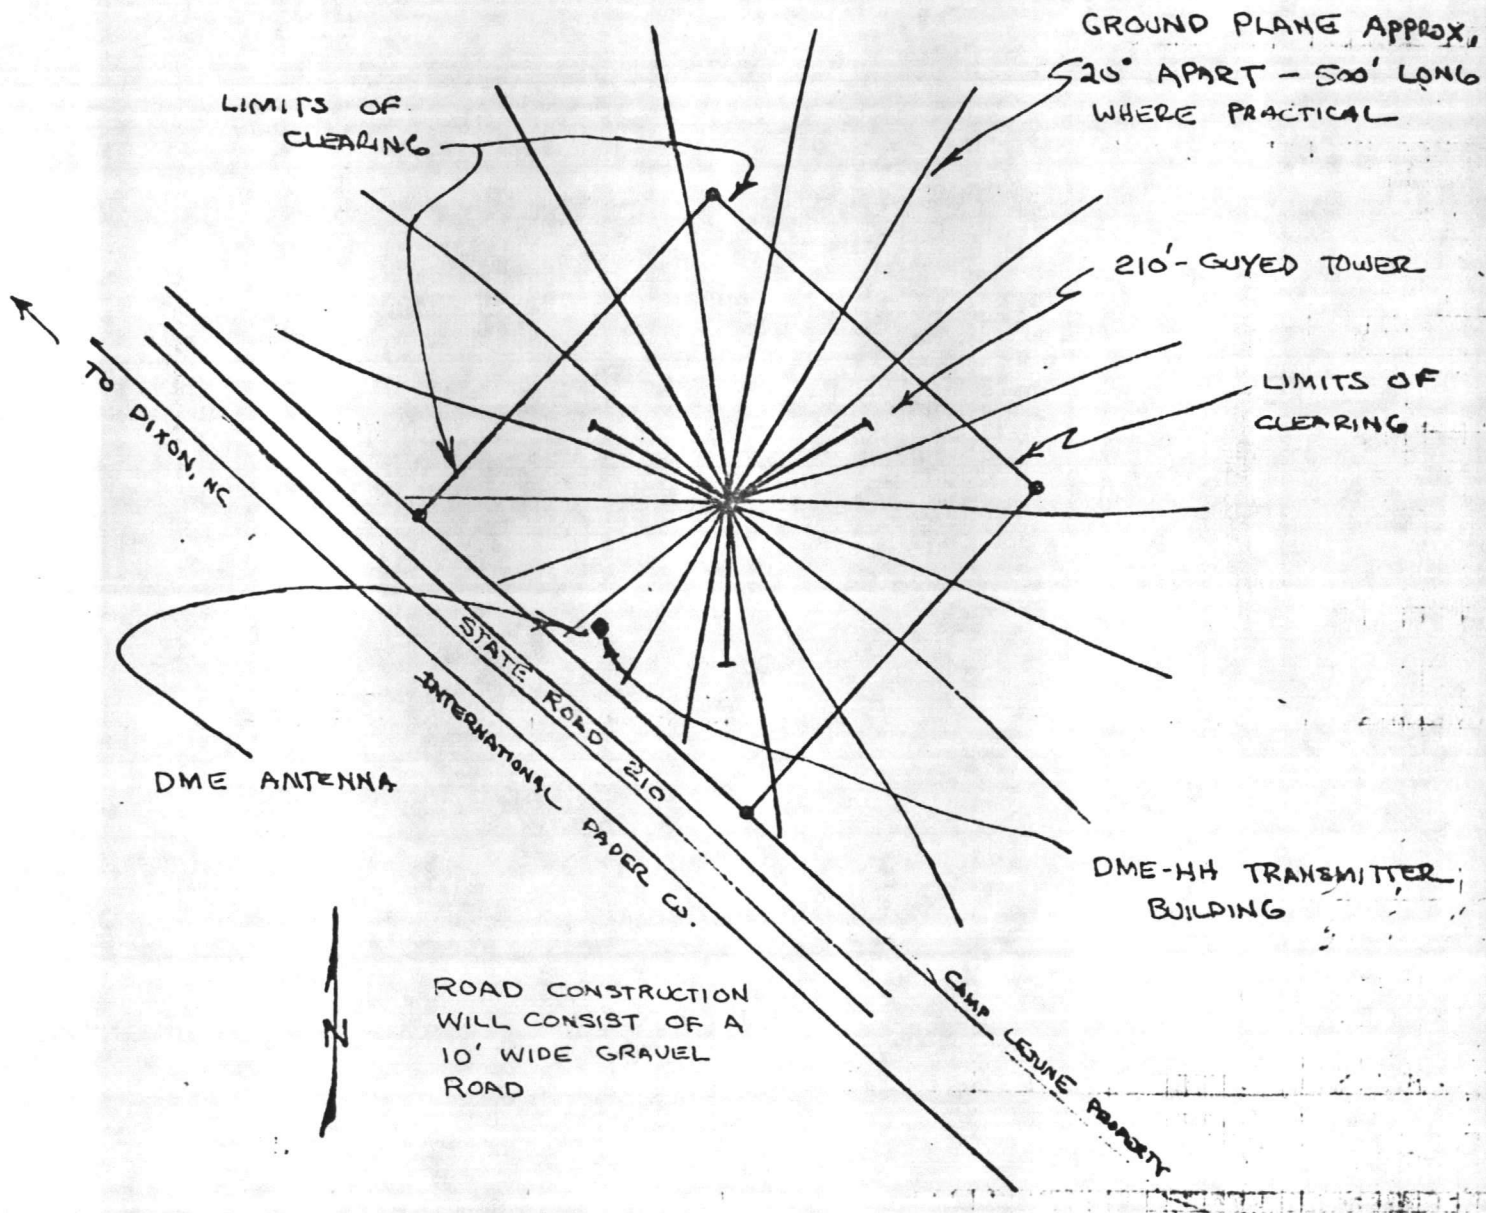 GROUND PLANE APPROX.
20° APART - 500' LONG
WHERE PRACTICAL
LIMITS OF
CLEARING
210'-GUYED TOWER
LIMITS OF
CLEARING
TO DIXON, NC
STATE ROAD 210
INTERNATIONAL PAPER CO.
DME ANTENNA
DME-HH TRANSMITTER
BUILDING
N
ROAD CONSTRUCTION
WILL CONSIST OF A
10' WIDE GRAVEL
ROAD
CAMP LEJUNE PROPERTY